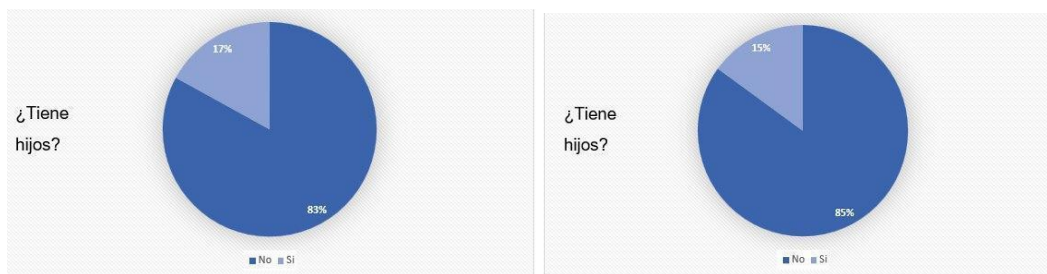 17%
¿Tiene
hijos?
83%
No Si
15%
¿Tiene
hijos?
85%
No Si